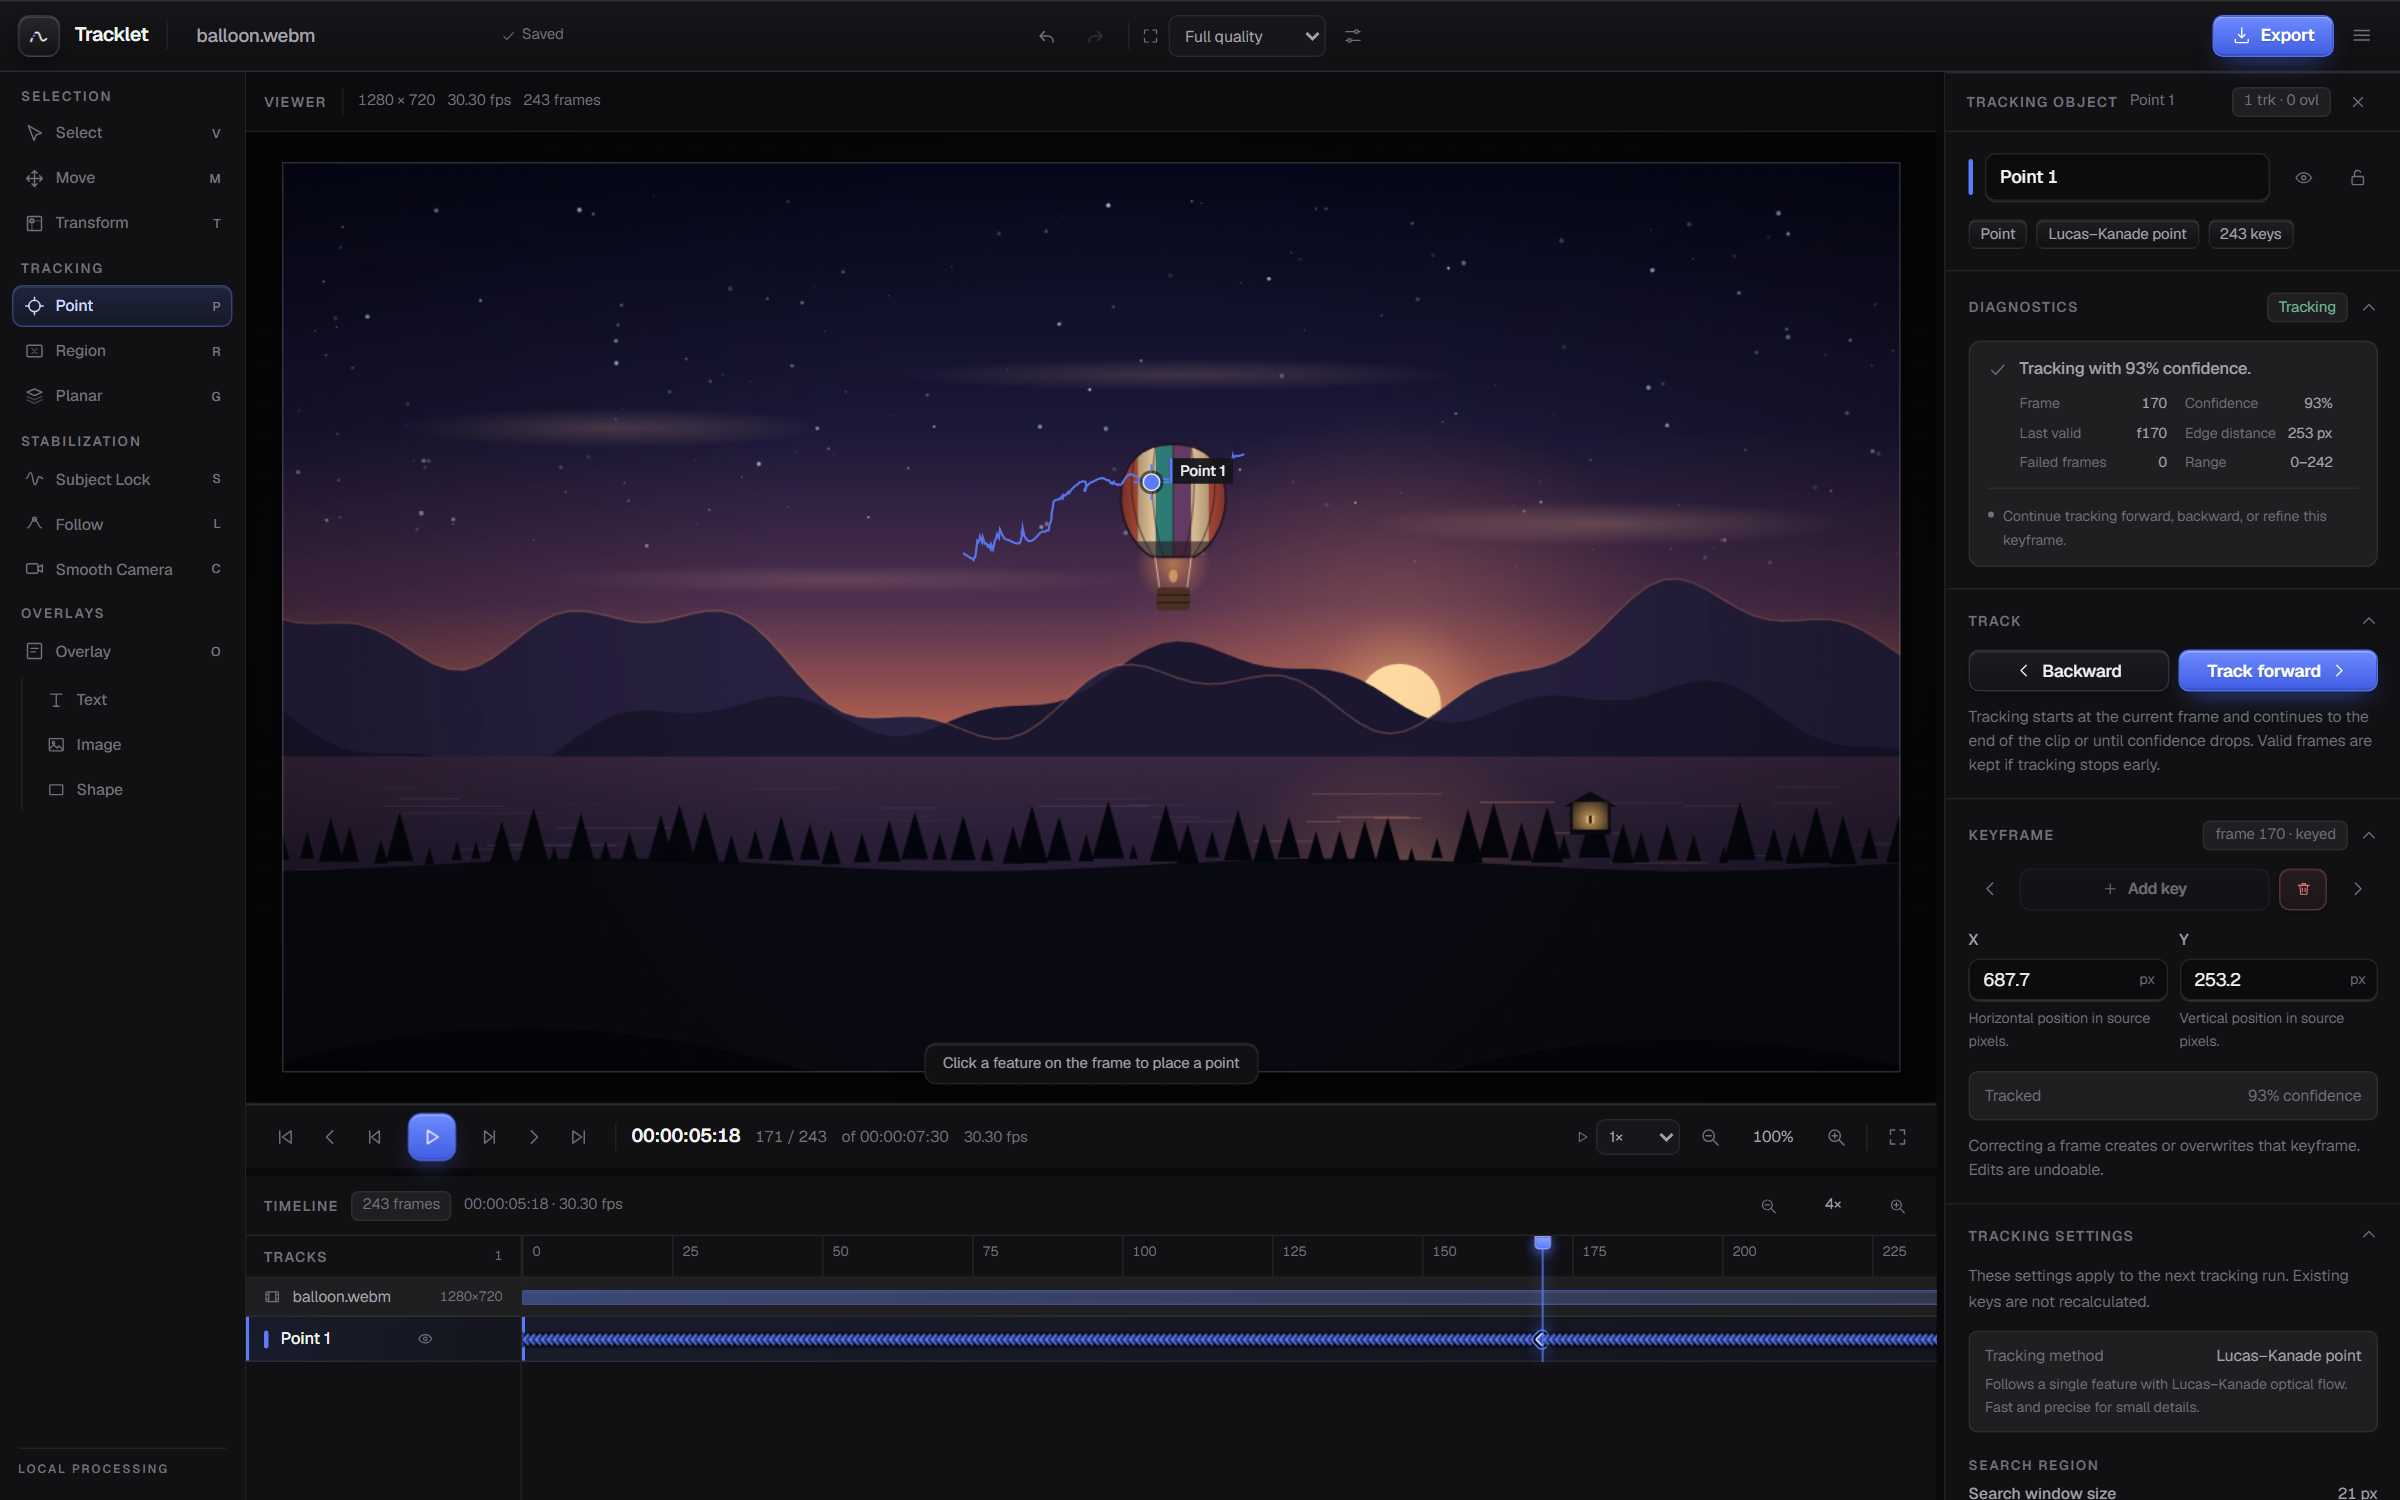 Tracklet
balloon.webm
Saved
Full quality
Export
SELECTION
Select V
Move M
Transform T
TRACKING
Point P
Region R
Planar G
STABILIZATION
Subject Lock S
Follow L
Smooth Camera C
OVERLAYS
Overlay O
Text
Image
Shape
LOCAL PROCESSING
VIEWER 1280 × 720 30.30 fps 243 frames
Point 1
Click a feature on the frame to place a point
00:00:05:18 171 / 243 of 00:00:07:30 30.30 fps
1×
100%
TIMELINE 243 frames 00:00:05:18 · 30.30 fps
4×
TRACKS 1
0 25 50 75 100 125 150 175 200 225
balloon.webm 1280×720
Point 1
TRACKING OBJECT Point 1 1 trk · 0 ovl
Point 1
Point Lucas–Kanade point 243 keys
DIAGNOSTICS Tracking
Tracking with 93% confidence.
Frame 170 Confidence 93%
Last valid f170 Edge distance 253 px
Failed frames 0 Range 0–242
Continue tracking forward, backward, or refine this
keyframe.
TRACK
Backward Track forward
Tracking starts at the current frame and continues to the
end of the clip or until confidence drops. Valid frames are
kept if tracking stops early.
KEYFRAME frame 170 · keyed
Add key
X Y
687.7 px 253.2 px
Horizontal position in source
pixels.
Vertical position in source
pixels.
Tracked 93% confidence
Correcting a frame creates or overwrites that keyframe.
Edits are undoable.
TRACKING SETTINGS
These settings apply to the next tracking run. Existing
keys are not recalculated.
Tracking method Lucas–Kanade point
Follows a single feature with Lucas–Kanade optical flow.
Fast and precise for small details.
SEARCH REGION
Search window size 21 px